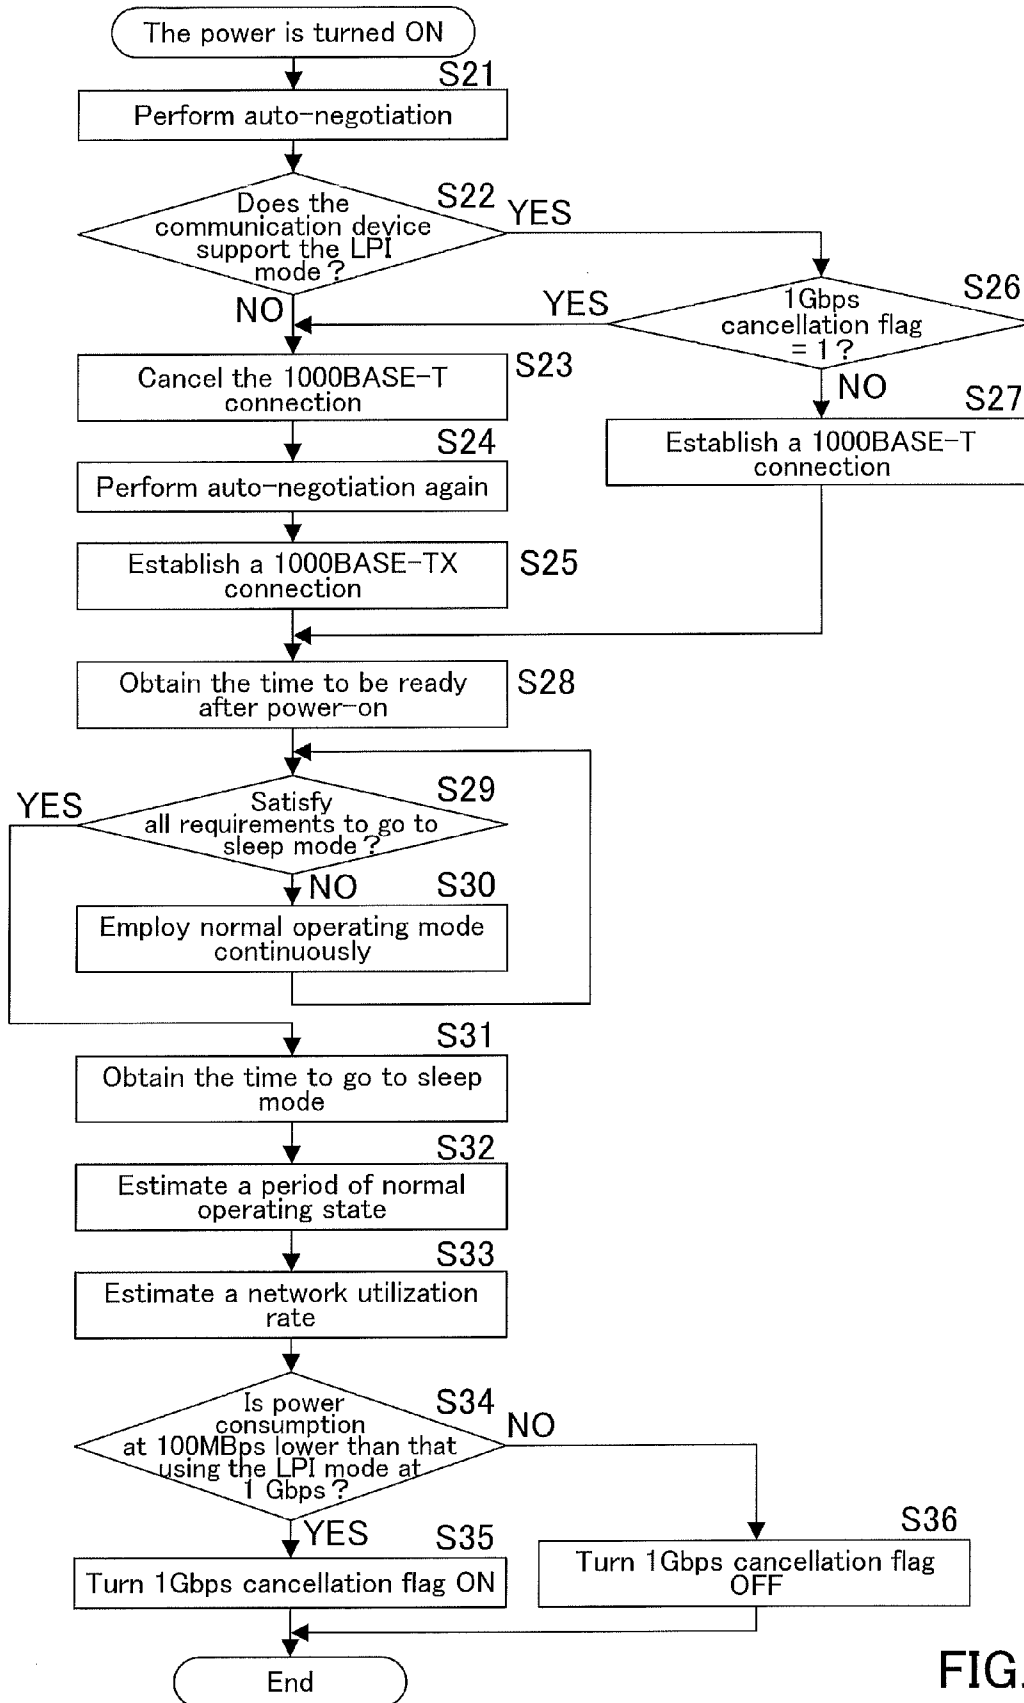 The power is turned ON
S21
Perform auto-negotiation
S22
Does the
communication device
support the LPI
mode?
YES
NO
S26
1Gbps
cancellation flag
= 1?
YES
NO
S23
Cancel the 1000BASE-T
connection
S27
Establish a 1000BASE-T
connection
S24
Perform auto-negotiation again
S25
Establish a 1000BASE-TX
connection
S28
Obtain the time to be ready
after power-on
S29
Satisfy
all requirements to go to
sleep mode?
YES
NO
S30
Employ normal operating mode
continuously
S31
Obtain the time to go to sleep
mode
S32
Estimate a period of normal
operating state
S33
Estimate a network utilization
rate
S34
Is power
consumption
at 100MBps lower than that
using the LPI mode at
1 Gbps?
NO
YES
S35
Turn 1Gbps cancellation flag ON
S36
Turn 1Gbps cancellation flag
OFF
End
FIG.